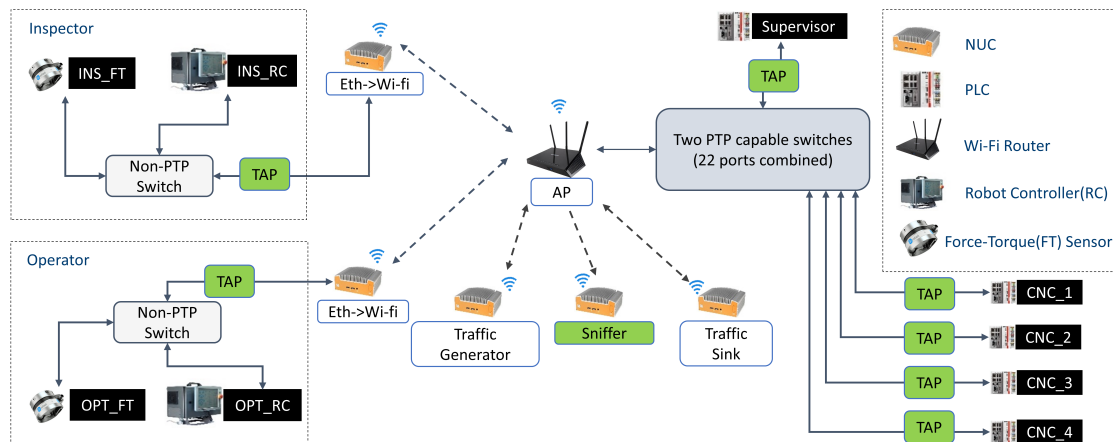 Inspector
INS_FT
INS_RC
Non-PTP
Switch
TAP
Eth->Wi-fi
Operator
TAP
Non-PTP
Switch
OPT_FT
OPT_RC
Eth->Wi-fi
AP
Traffic
Generator
Sniffer
Traffic
Sink
Supervisor
TAP
Two PTP capable switches
(22 ports combined)
NUC
PLC
Wi-Fi Router
Robot Controller(RC)
Force-Torque(FT) Sensor
TAP
CNC_1
TAP
CNC_2
TAP
CNC_3
TAP
CNC_4